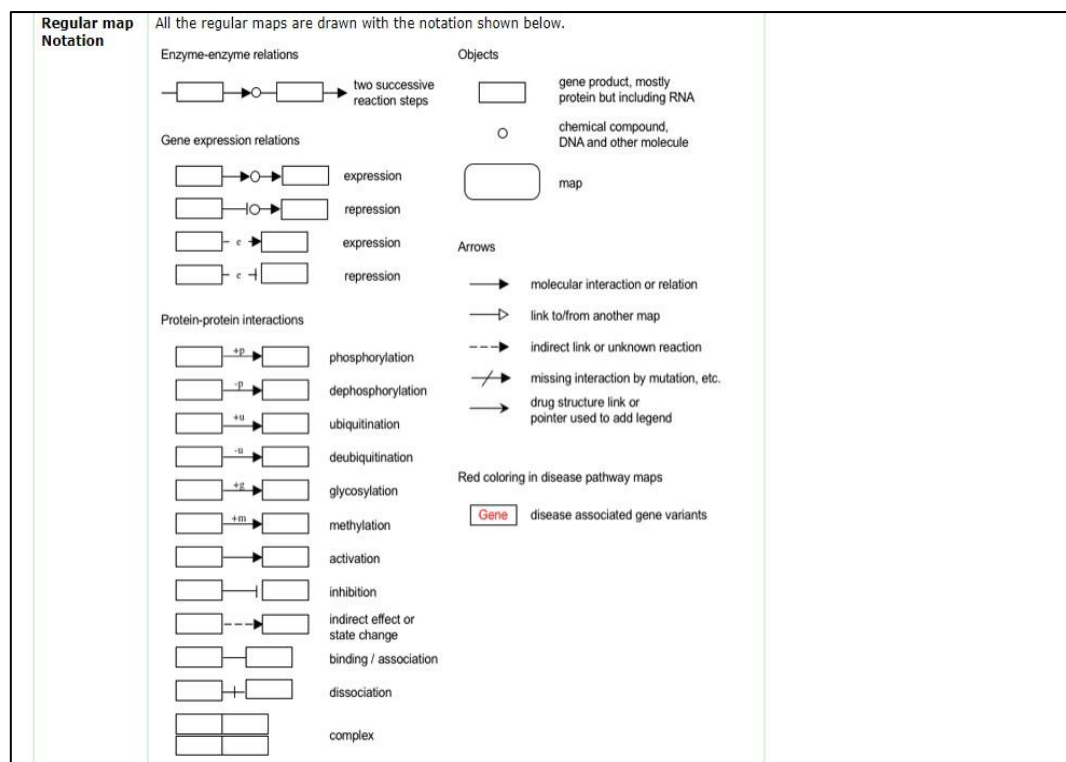 Regular map
Notation
All the regular maps are drawn with the notation shown below.
Enzyme-enzyme relations
two successive
reaction steps
Gene expression relations
expression
repression
e
expression
e
repression
Protein-protein interactions
+p
phosphorylation
-p
dephosphorylation
+u
ubiquitination
-u
deubiquitination
+g
glycosylation
+m
methylation
activation
inhibition
indirect effect or
state change
binding / association
dissociation
complex
Objects
gene product, mostly
protein but including RNA
chemical compound,
DNA and other molecule
map
Arrows
molecular interaction or relation
link to/from another map
indirect link or unknown reaction
missing interaction by mutation, etc.
drug structure link or
pointer used to add legend
Red coloring in disease pathway maps
Gene
disease associated gene variants